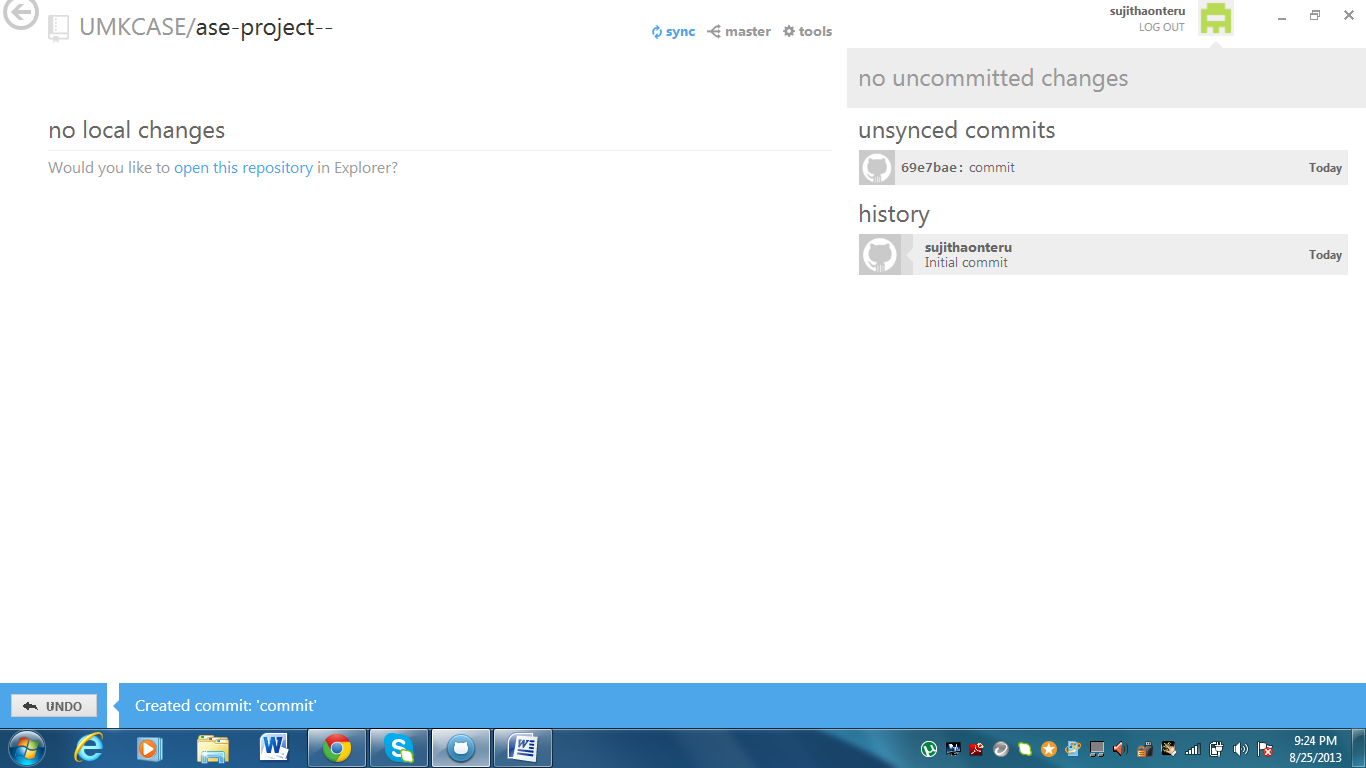 UMKCASE/ase-project--
sync
master
tools
sujithaonteru
LOG OUT
no local changes
Would you like to open this repository in Explorer?
no uncommitted changes
unsynced commits
69e7bae: commit
Today
history
sujithaonteru
Initial commit
Today
UNDO
Created commit: 'commit'
9:24 PM
8/25/2013